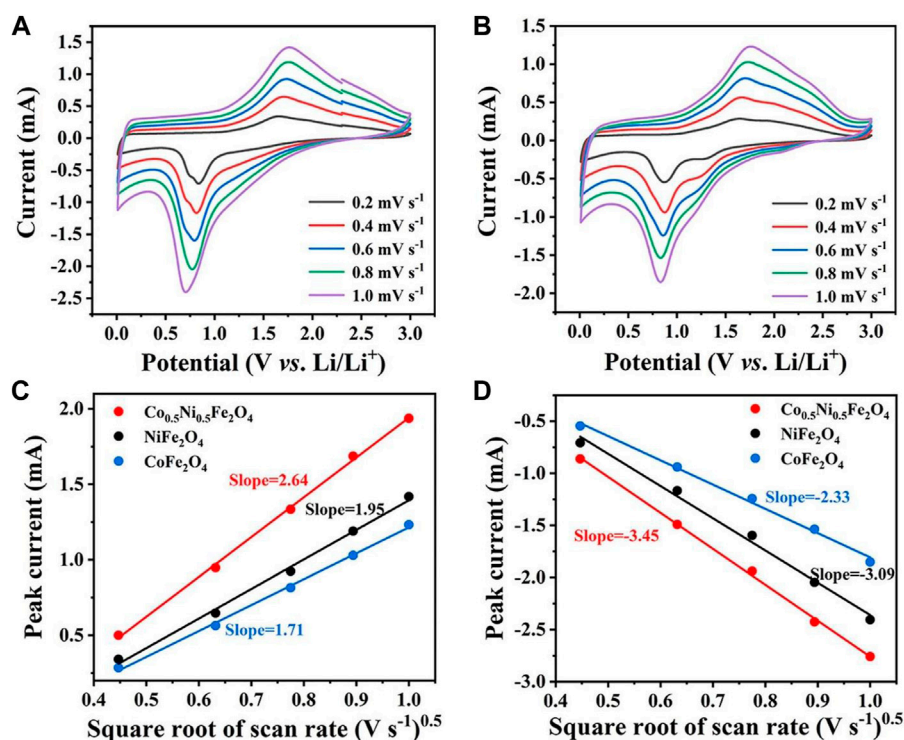 A
1.5
1.0
0.5
0.0
-0.5
-1.0
-1.5
-2.0
-2.5
Current (mA)
0.2 mV s⁻¹
0.4 mV s⁻¹
0.6 mV s⁻¹
0.8 mV s⁻¹
1.0 mV s⁻¹
0.0 0.5 1.0 1.5 2.0 2.5 3.0
Potential (V vs. Li/Li⁺)
B
1.5
1.0
0.5
0.0
-0.5
-1.0
-1.5
-2.0
Current (mA)
0.2 mV s⁻¹
0.4 mV s⁻¹
0.6 mV s⁻¹
0.8 mV s⁻¹
1.0 mV s⁻¹
0.0 0.5 1.0 1.5 2.0 2.5 3.0
Potential (V vs. Li/Li⁺)
C
2.0
1.5
1.0
0.5
Peak current (mA)
Co₀.₅Ni₀.₅Fe₂O₄
NiFe₂O₄
CoFe₂O₄
Slope=2.64
Slope=1.95
Slope=1.71
0.4 0.5 0.6 0.7 0.8 0.9 1.0
Square root of scan rate (V s⁻¹)⁰·⁵
D
-0.5
-1.0
-1.5
-2.0
-2.5
-3.0
Peak current (mA)
Co₀.₅Ni₀.₅Fe₂O₄
NiFe₂O₄
CoFe₂O₄
Slope=-2.33
Slope=-3.45
Slope=-3.09
0.4 0.5 0.6 0.7 0.8 0.9 1.0
Square root of scan rate (V s⁻¹)⁰·⁵